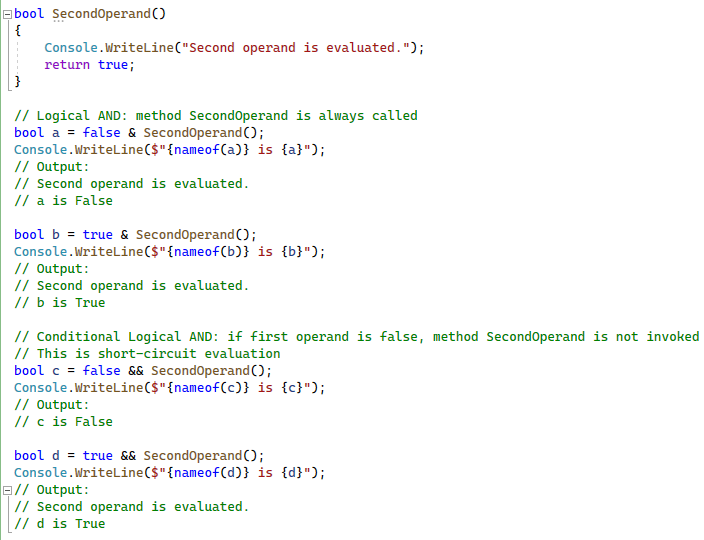 bool SecondOperand()
{
    Console.WriteLine("Second operand is evaluated.");
    return true;
}

// Logical AND: method SecondOperand is always called
bool a = false & SecondOperand();
Console.WriteLine($"{nameof(a)} is {a}");
// Output:
// Second operand is evaluated.
// a is False

bool b = true & SecondOperand();
Console.WriteLine($"{nameof(b)} is {b}");
// Output:
// Second operand is evaluated.
// b is True

// Conditional Logical AND: if first operand is false, method SecondOperand is not invoked
// This is short-circuit evaluation
bool c = false && SecondOperand();
Console.WriteLine($"{nameof(c)} is {c}");
// Output:
// c is False

bool d = true && SecondOperand();
Console.WriteLine($"{nameof(d)} is {d}");
// Output:
// Second operand is evaluated.
// d is True